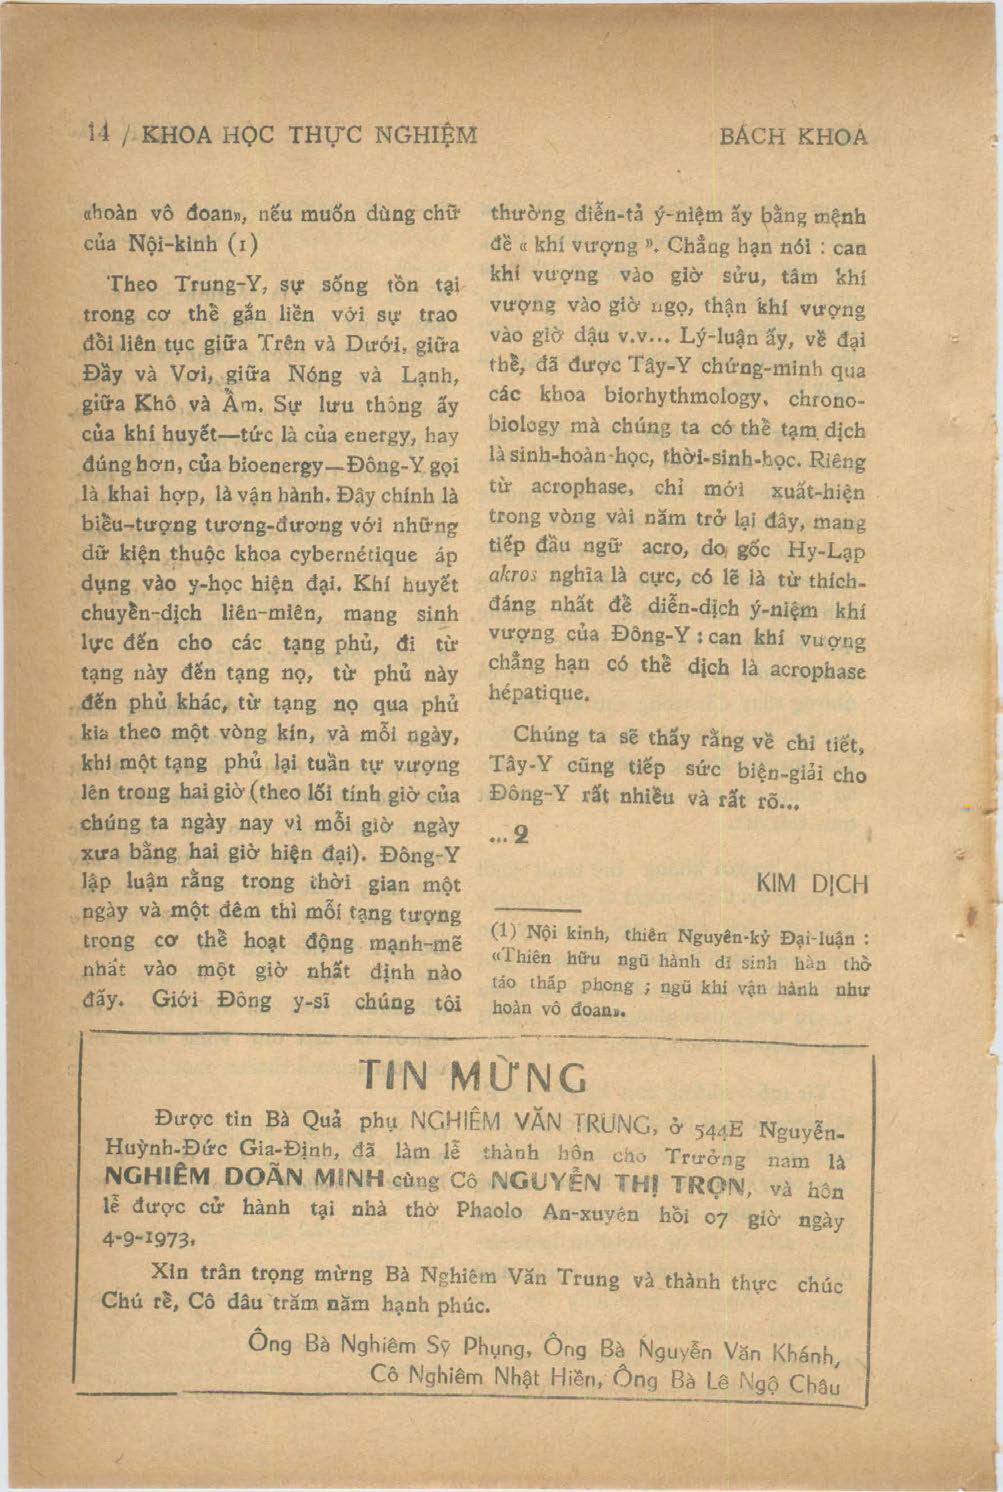 14 / KHOA HỌC THỰC NGHIỆM
BÁCH KHOA
«hoàn vô đoan», nếu muốn dùng chữ
của Nội-kinh (1)
Theo Trung-Y, sự sống tồn tại
trong cơ thể gắn liền với sự trao
đổi liên tục giữa Trên và Dưới, giữa
Đầy và Vơi, giữa Nóng và Lạnh,
giữa Khô và Ẩm. Sự lưu thông ấy
của khí huyết—tức là của energy, hay
đúng hơn, của bioenergy—Đông-Y gọi
là khai hợp, là vận hành. Đây chính là
biểu-tượng tương-đương với những
dữ kiện thuộc khoa cybernétique áp
dụng vào y-học hiện đại. Khí huyết
chuyển-dịch liên-miên, mang sinh
lực đến cho các tạng phủ, đi từ
tạng này đến tạng nọ, từ phủ này
đến phủ khác, từ tạng nọ qua phủ
kia theo một vòng kín, và mỗi ngày,
khí một tạng phủ lại tuần tự vượng
lên trong hai giờ (theo lối tính giờ của
chúng ta ngày nay vì mỗi giờ ngày
xưa bằng hai giờ hiện đại). Đông-Y
lập luận rằng trong thời gian một
ngày và một đêm thì mỗi tạng tượng
trong cơ thể hoạt động mạnh-mẽ
nhất vào một giờ nhất định nào
đấy. Giới Đông y-sĩ chúng tôi
thường diễn-tả ý-niệm ấy bằng mệnh
đề « khí vượng ». Chẳng hạn nói : can
khí vượng vào giờ sửu, tâm khí
vượng vào giờ ngọ, thận khí vượng
vào giờ dậu v.v... Lý-luận ấy, về đại
thể, đã được Tây-Y chứng-minh qua
các khoa biorhythmology, chrono-
biology mà chúng ta có thể tạm dịch
là sinh-hoàn-học, thời-sinh-học. Riêng
từ acrophase, chỉ mới xuất-hiện
trong vòng vài năm trở lại đây, mang
tiếp đầu ngữ acro, do gốc Hy-Lạp
akros nghĩa là cực, có lẽ là từ thích-
đáng nhất để diễn-dịch ý-niệm khí
vượng của Đông-Y : can khí vượng
chẳng hạn có thể dịch là acrophase
hépatique.
Chúng ta sẽ thấy rằng về chi tiết,
Tây-Y cũng tiếp sức biện-giải cho
Đông-Y rất nhiều và rất rõ...
... 2
KIM DỊCH
(1) Nội kinh, thiên Nguyên-kỷ Đại-luận :
«Thiên hữu ngũ hành dĩ sinh hàn thở
táo thấp phong ; ngũ khí vận hành như
hoàn vô đoan».
TIN MỪNG
Được tin Bà Quả phụ NGHIÊM VĂN TRUNG, ở 544E Nguyễn-
Huỳnh-Đức Gia-Định, đã làm lễ thành hôn cho Trưởng nam là
NGHIÊM DOÃN MINH cùng Cô NGUYỄN THỊ TRỌN, và hôn
lễ được cử hành tại nhà thờ Phaolo An-xuyên hồi 07 giờ ngày
4-9-1973.
Xin trân trọng mừng Bà Nghiêm Văn Trung và thành thực chúc
Chú rể, Cô dâu trăm năm hạnh phúc.
Ông Bà Nghiêm Sỹ Phụng, Ông Bà Nguyễn Văn Khánh,
Cô Nghiêm Nhật Hiền, Ông Bà Lê Ngộ Châu